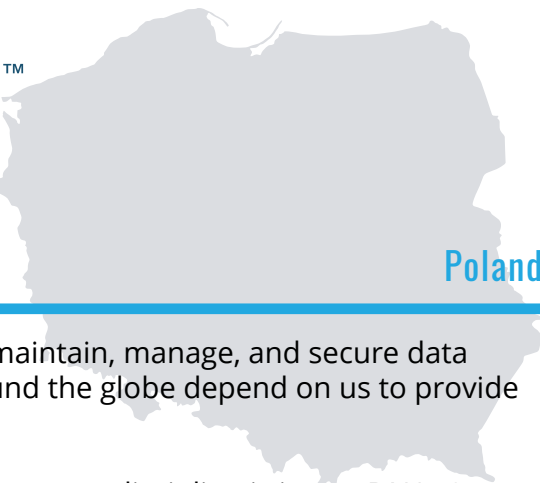 TM
Poland
maintain, manage, and secure data
und the globe depend on us to provide